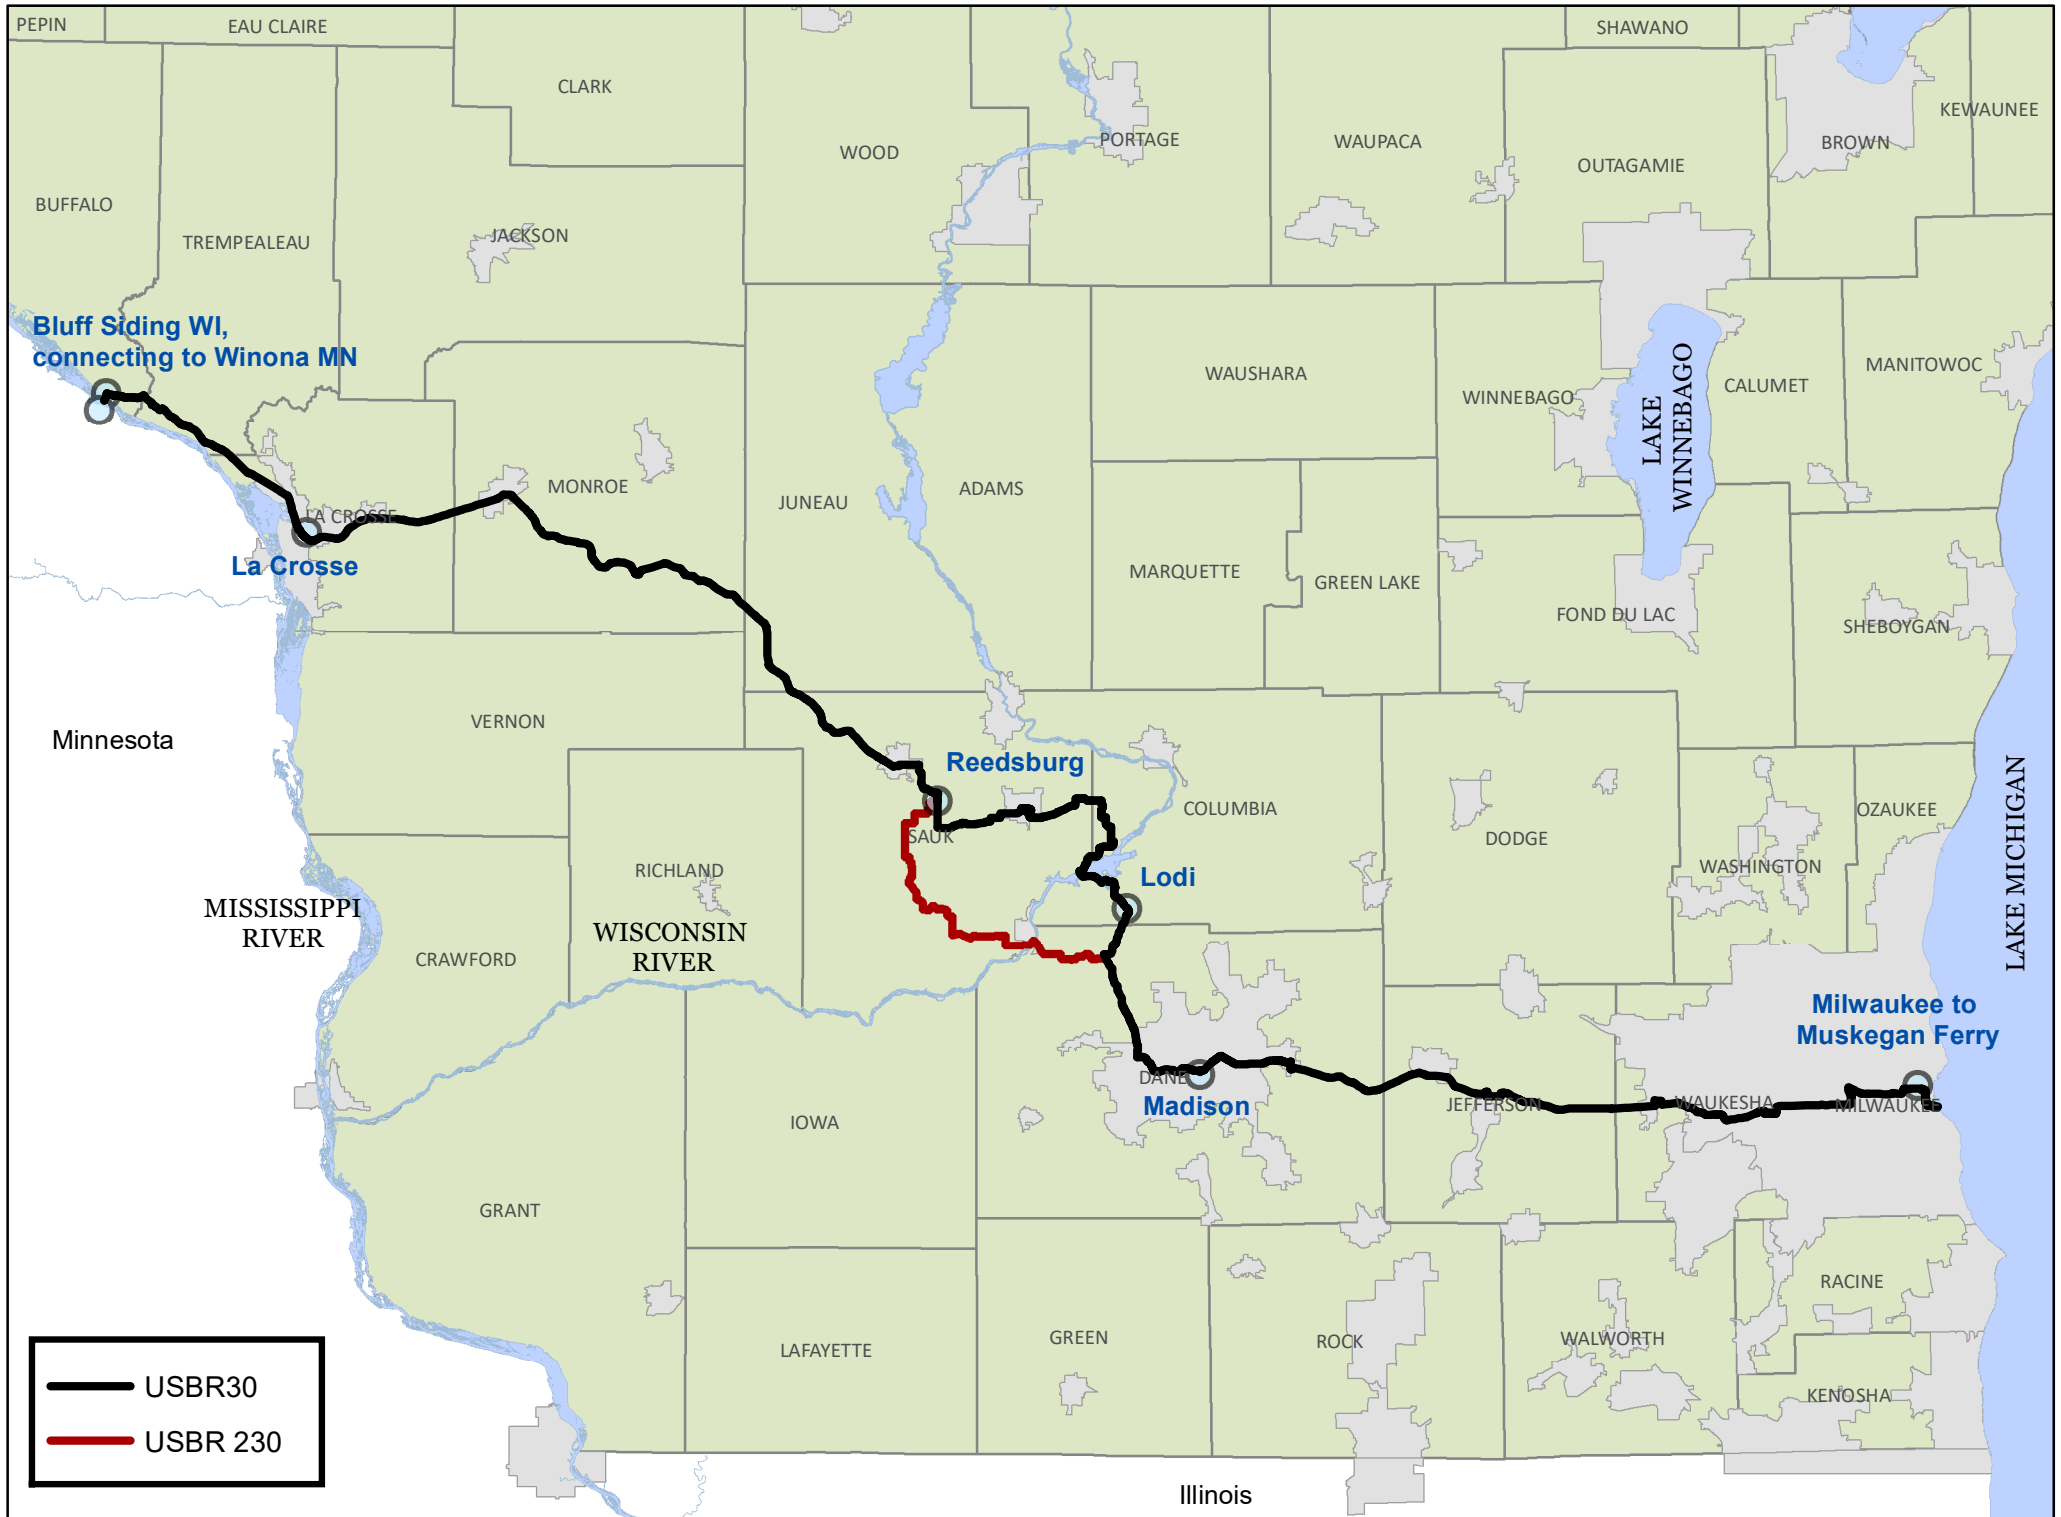 PEPIN
EAU CLAIRE
SHAWANO
CLARK
KEWAUNEE
PORTAGE
WAUPACA
BROWN
WOOD
OUTAGAMIE
BUFFALO
TREMPEALEAU
JACKSON
Bluff Siding WI,
connecting to Winona MN
WAUSHARA
MANITOWOC
CALUMET
WINNEBAGO
LAKE
WINNEBAGO
MONROE
JUNEAU
ADAMS
LA CROSSE
La Crosse
MARQUETTE
GREEN LAKE
FOND DU LAC
SHEBOYGAN
VERNON
Minnesota
Reedsburg
COLUMBIA
OZAUKEE
SAUK
DODGE
WASHINGTON
RICHLAND
Lodi
LAKE MICHIGAN
MISSISSIPPI
RIVER
WISCONSIN
RIVER
CRAWFORD
Milwaukee to
Muskegan Ferry
DANE
Madison
JEFFERSON
WAUKESHA
MILWAUKEE
IOWA
GRANT
RACINE
GREEN
ROCK
WALWORTH
LAFAYETTE
KENOSHA
USBR30
USBR 230
Illinois